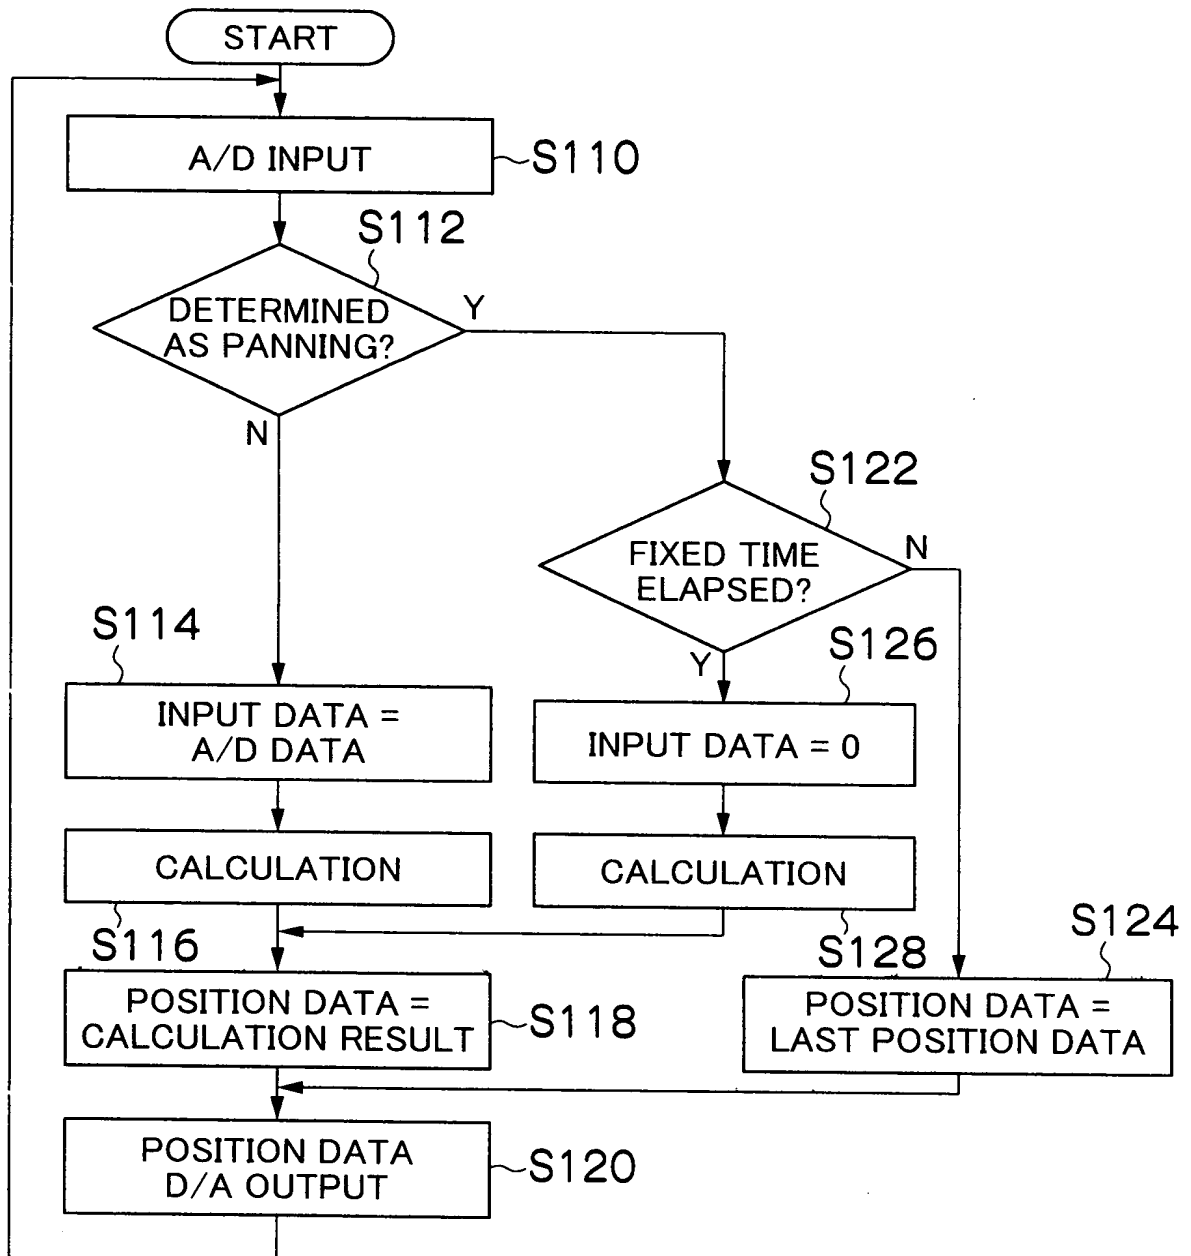 START
A/D INPUT
S110
S112
DETERMINED
AS PANNING?
Y
N
S122
FIXED TIME
ELAPSED?
N
Y
S114
INPUT DATA =
A/D DATA
S126
INPUT DATA = 0
CALCULATION
S116
CALCULATION
S128
S124
POSITION DATA =
CALCULATION RESULT
S118
POSITION DATA =
LAST POSITION DATA
POSITION DATA
D/A OUTPUT
S120